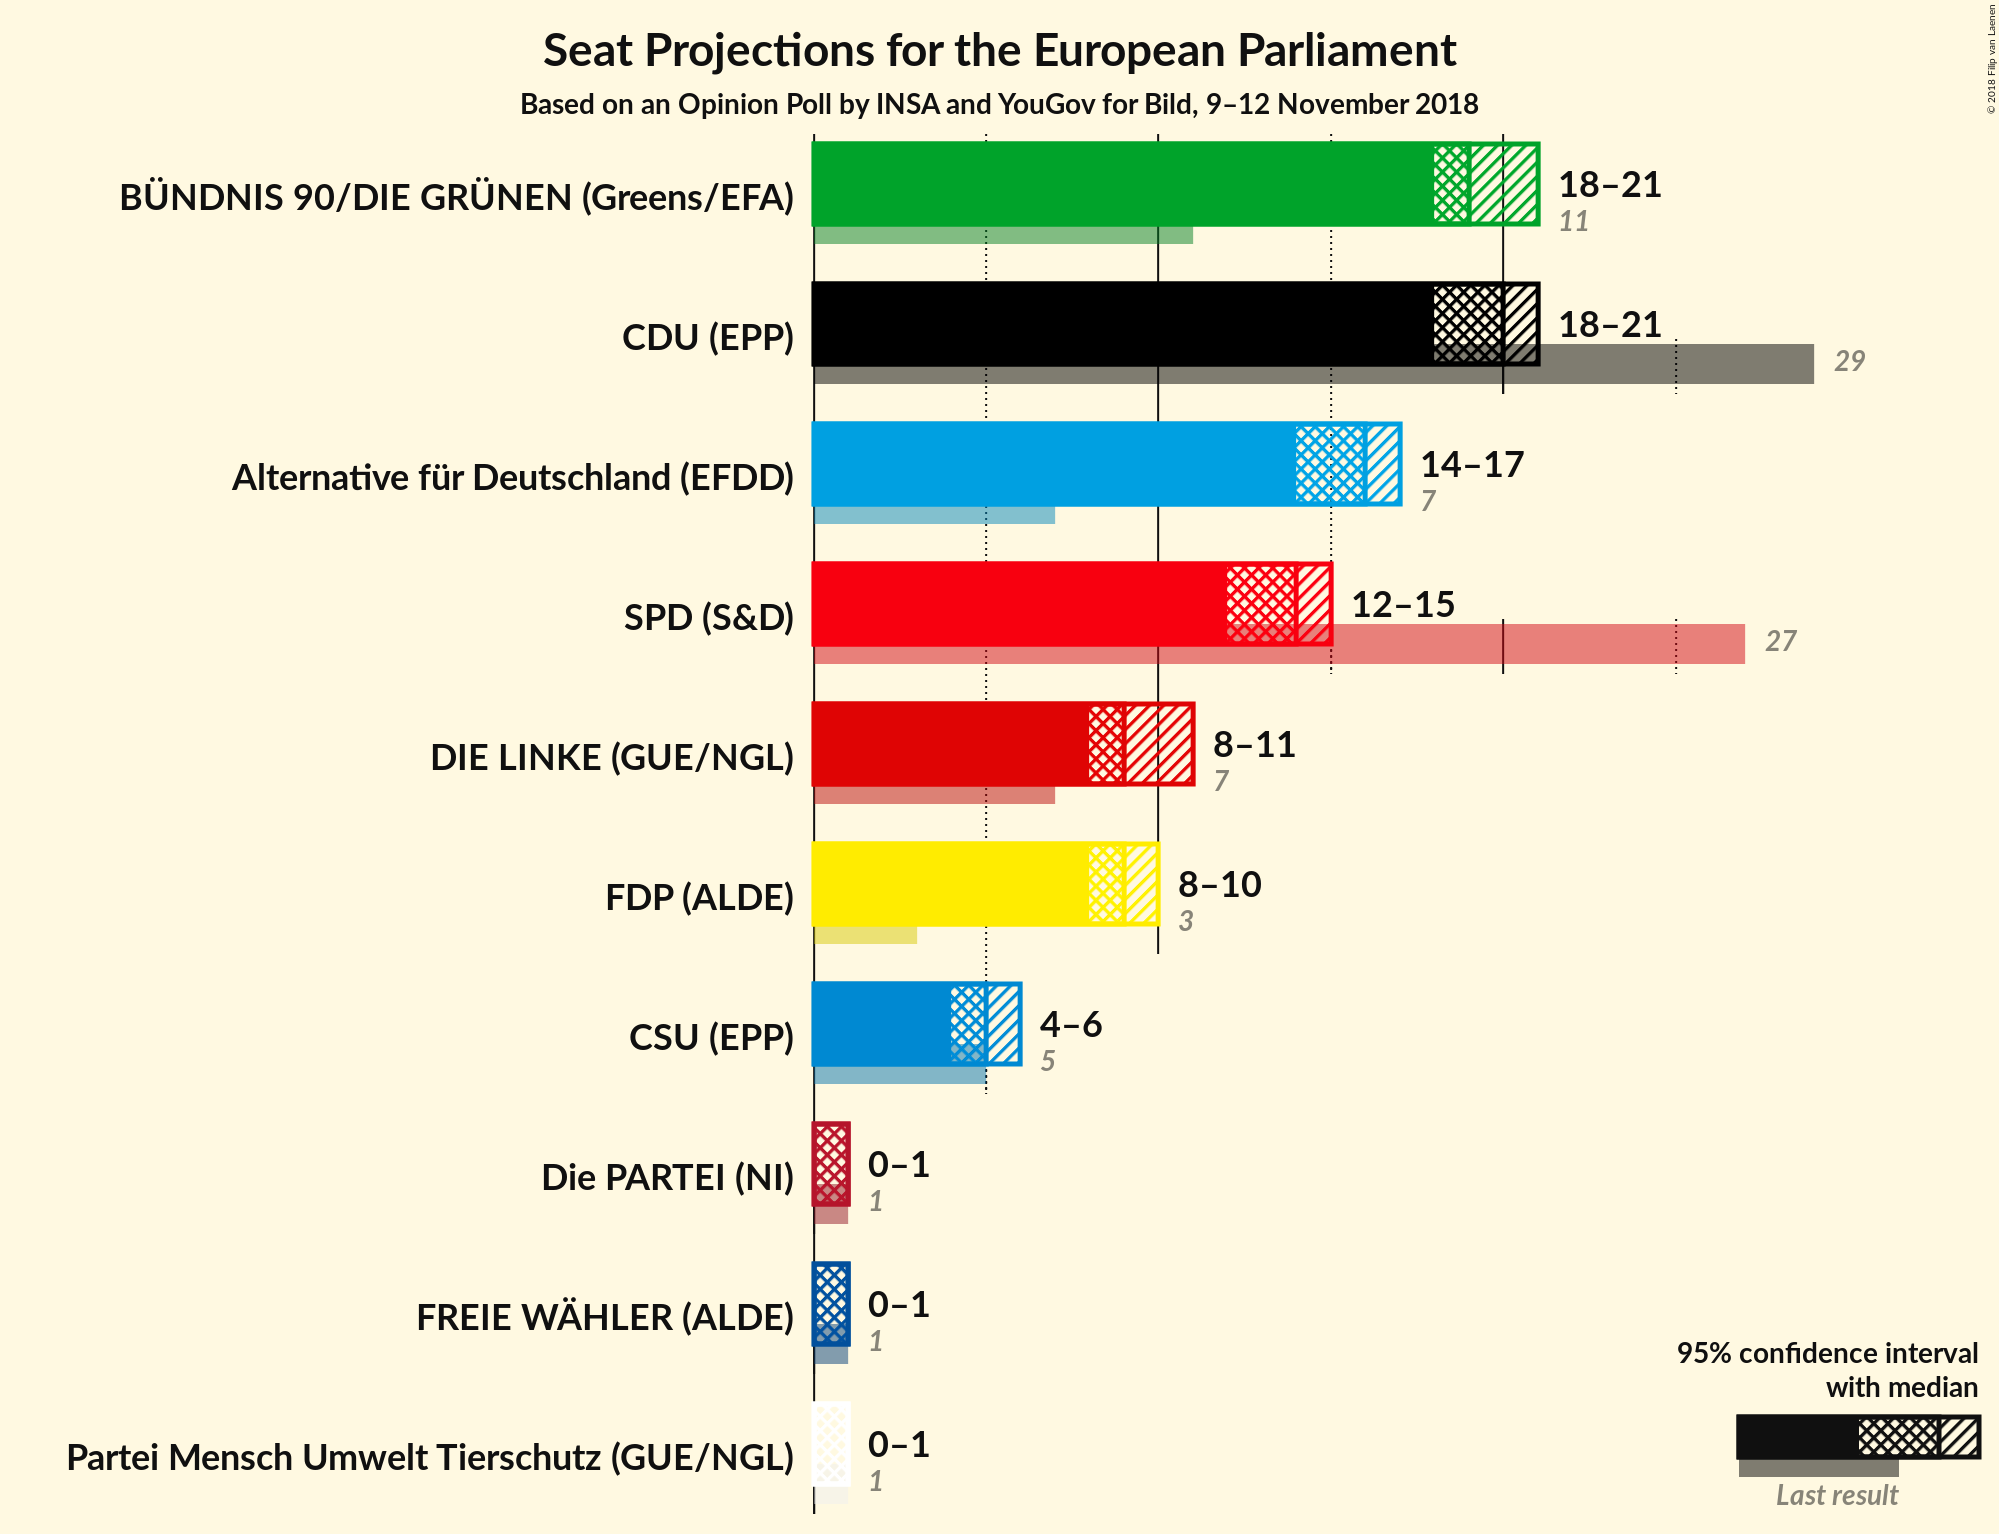 Seat Projections for the European Parliament
Based on an Opinion Poll by INSA and YouGov for Bild, 9–12 November 2018
© 2018 Filip van Laenen
BÜNDNIS 90/DIE GRÜNEN (Greens/EFA)
18–21
11
CDU (EPP)
18–21
29
Alternative für Deutschland (EFDD)
14–17
7
SPD (S&D)
12–15
27
DIE LINKE (GUE/NGL)
8–11
7
FDP (ALDE)
8–10
3
CSU (EPP)
4–6
5
Die PARTEI (NI)
0–1
1
FREIE WÄHLER (ALDE)
0–1
1
Partei Mensch Umwelt Tierschutz (GUE/NGL)
0–1
1
95% confidence interval
with median
Last result